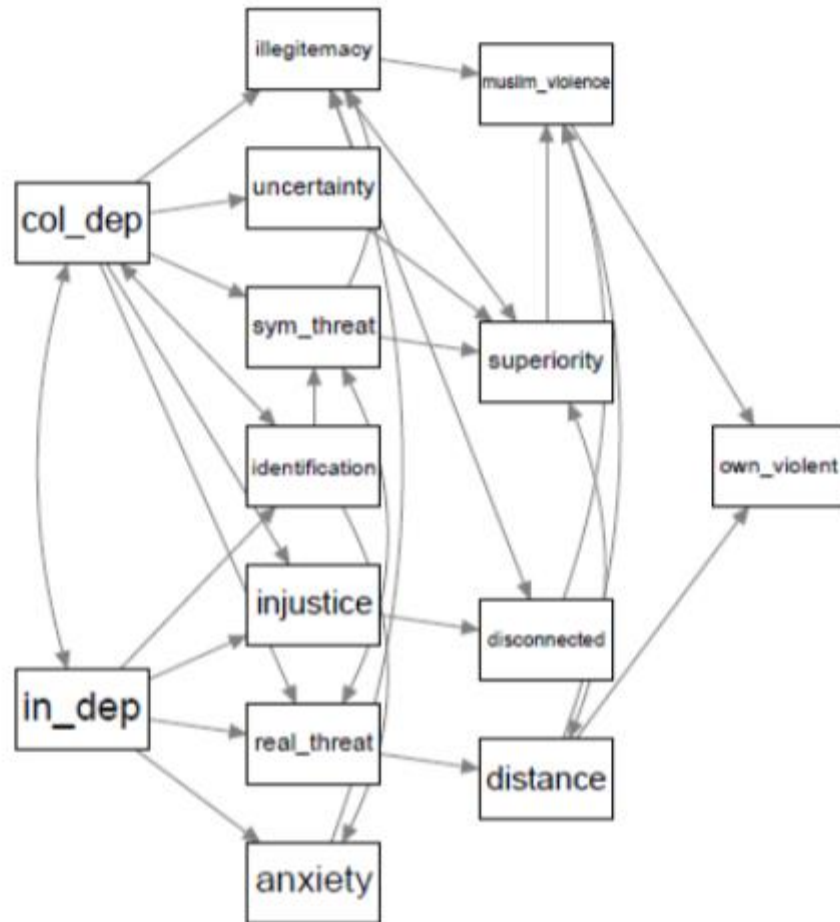 illegitemacy
muslim_violence
uncertainty
col_dep
sym_threat
superiority
identification
own_violent
injustice
disconnected
in_dep
real_threat
distance
anxiety